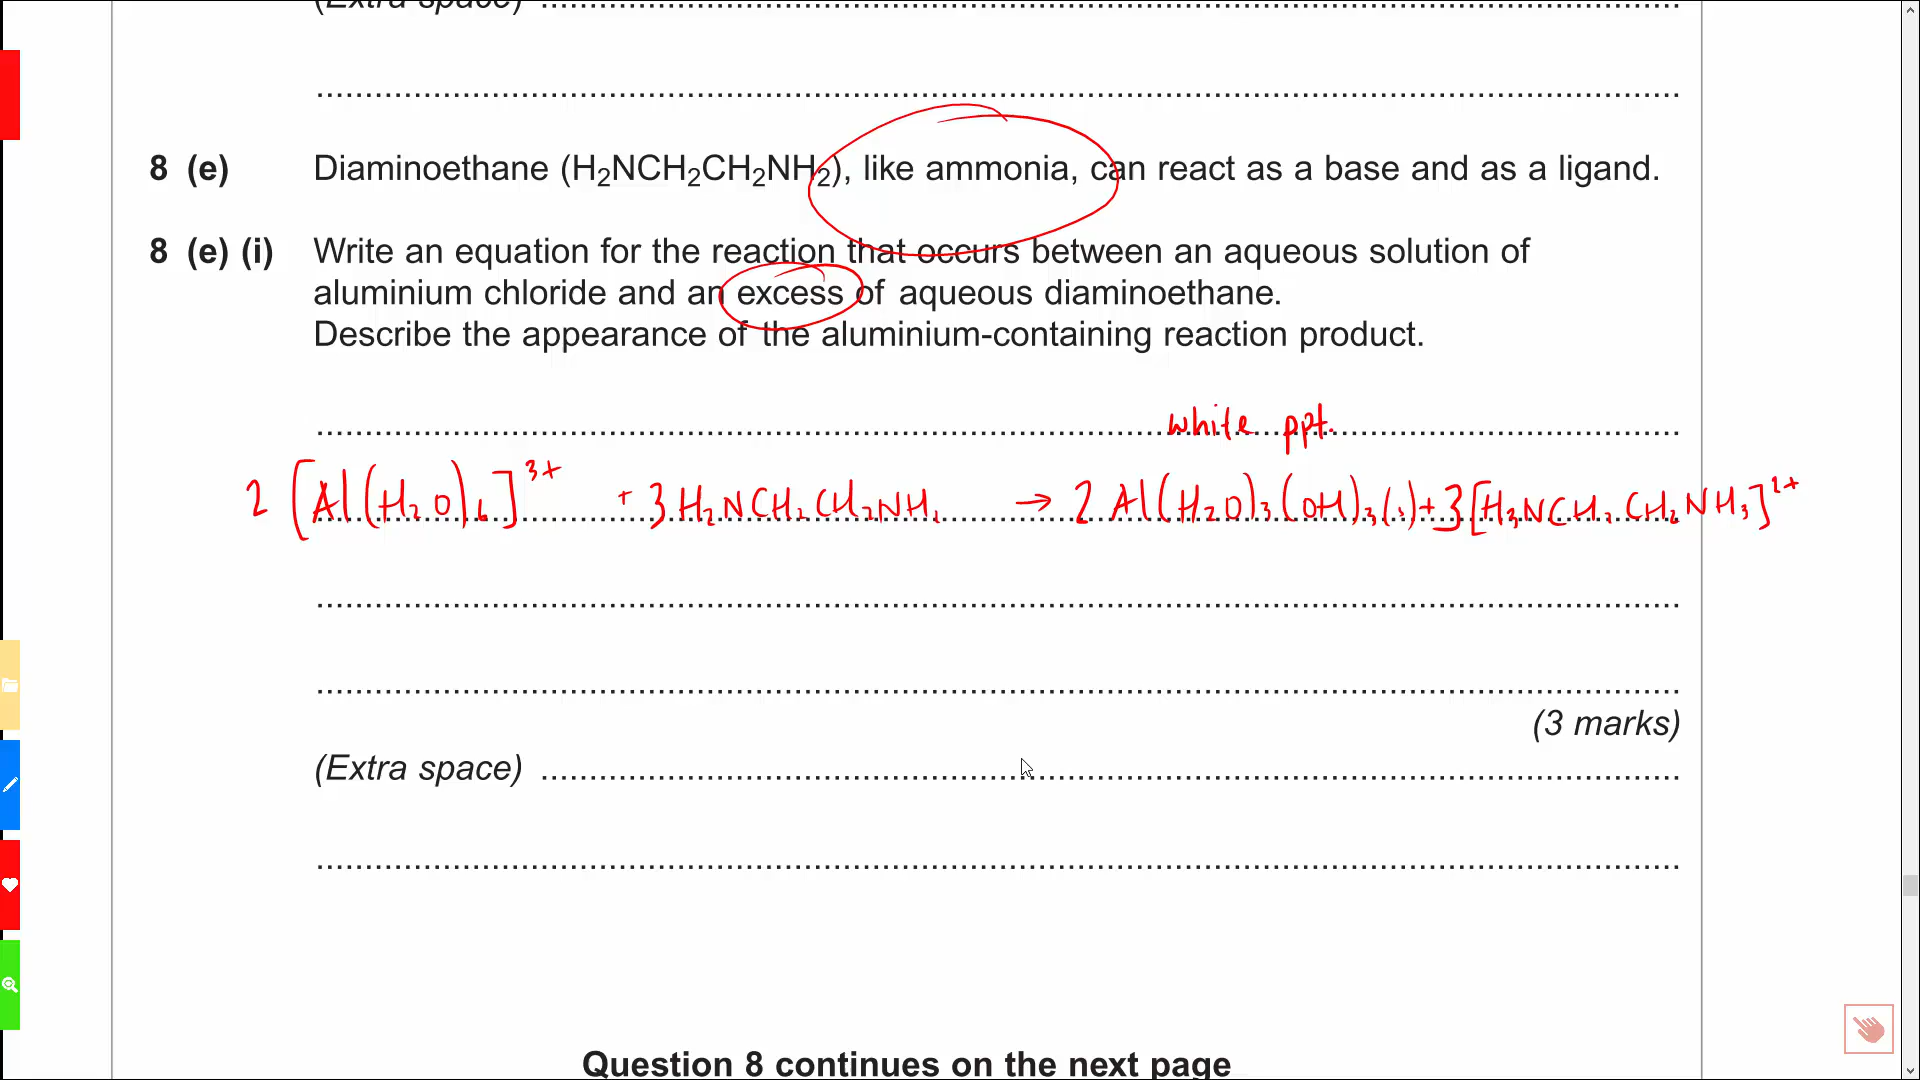 (Extra space)
8 (e) Diaminoethane (H₂NCH₂CH₂NH₂), like ammonia, can react as a base and as a ligand.
8 (e) (i) Write an equation for the reaction that occurs between an aqueous solution of
aluminium chloride and an excess of aqueous diaminoethane.
Describe the appearance of the aluminium-containing reaction product.
white ppt.
2 [Al(H₂O)₆]³⁺ + 3 H₂NCH₂CH₂NH₂ → 2 Al(H₂O)₃(OH)₃(s) + 3[H₃NCH₂CH₂NH₃]²⁺
(3 marks)
(Extra space)
Question 8 continues on the next page